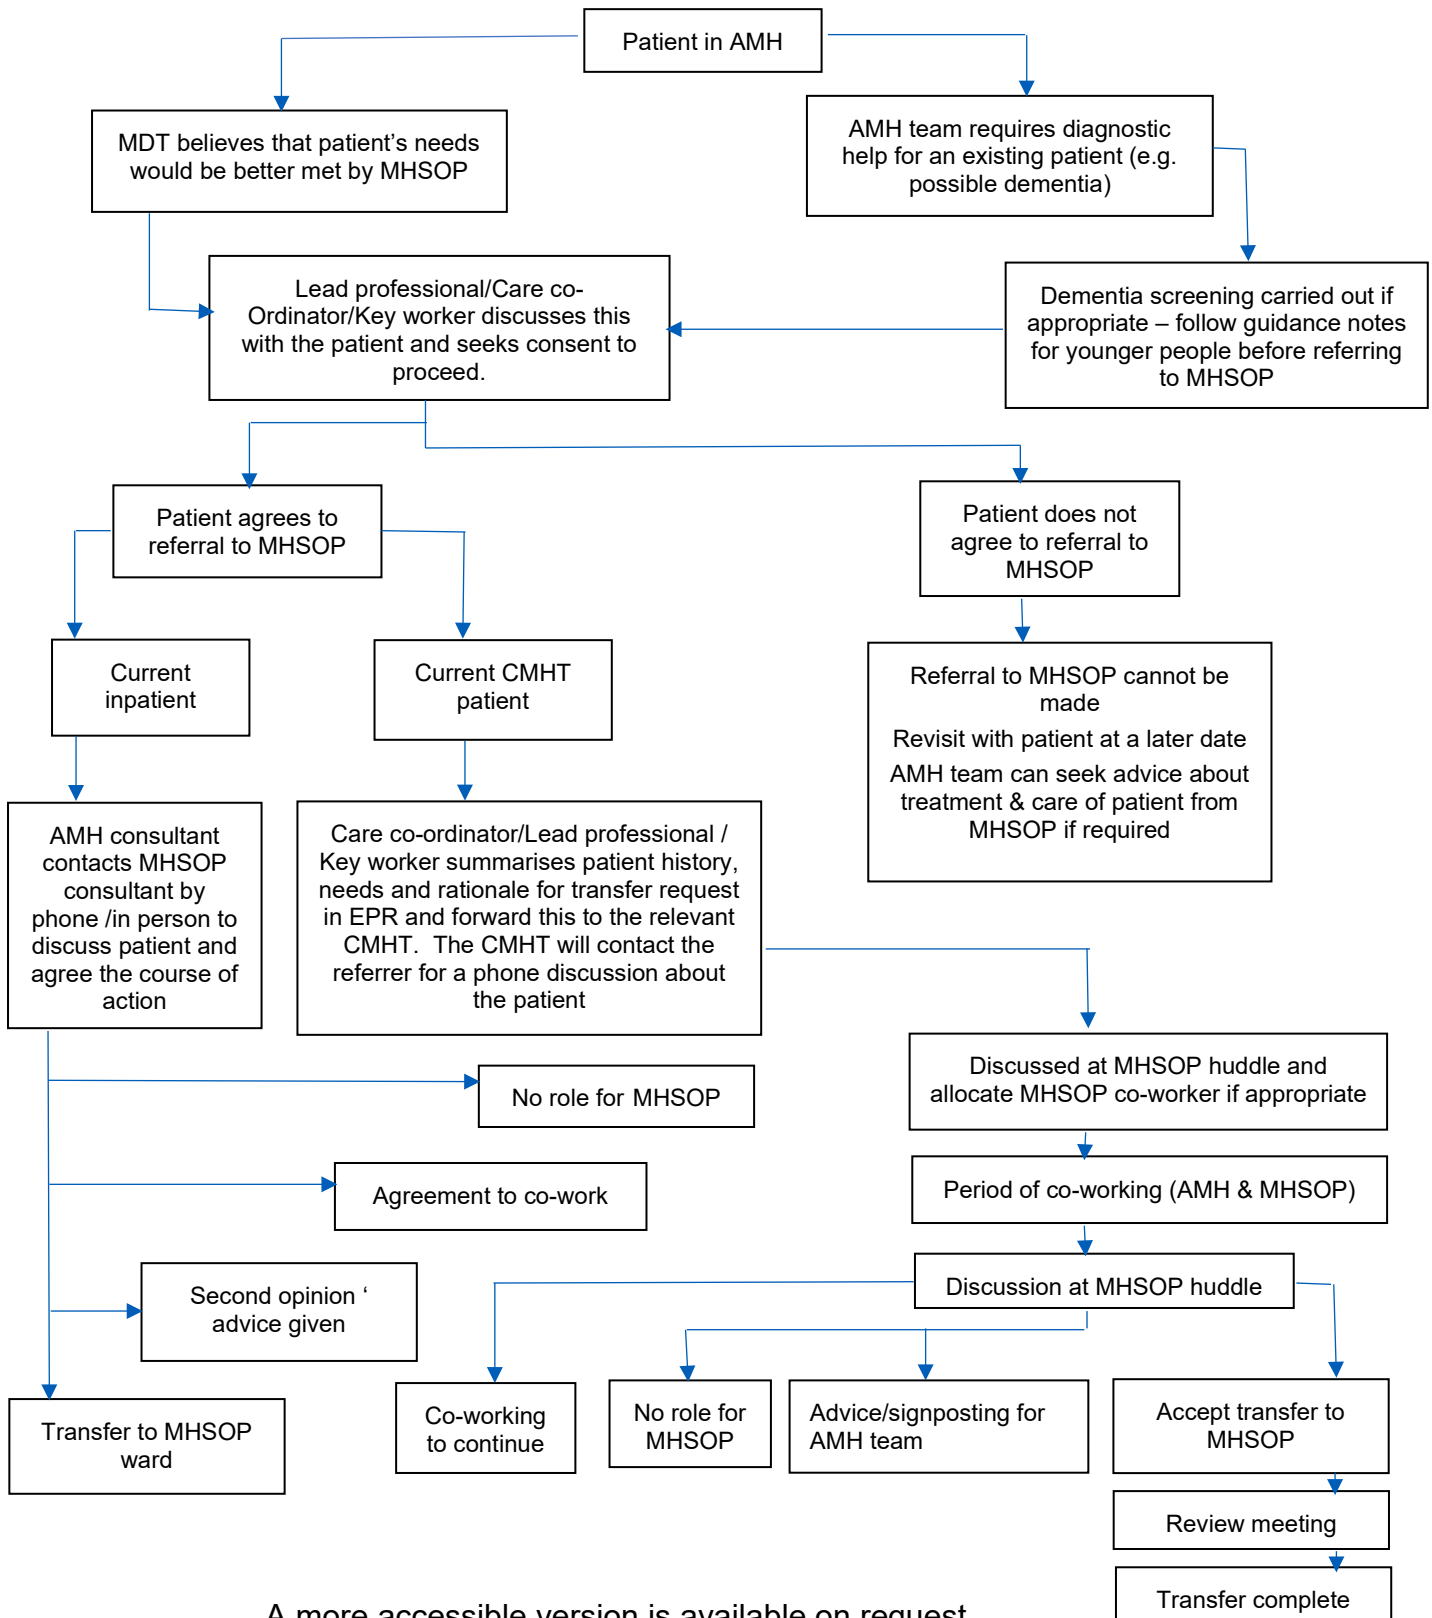 Patient in AMH
MDT believes that patient’s needs
would be better met by MHSOP
AMH team requires diagnostic
help for an existing patient (e.g.
possible dementia)
Lead professional/Care co-
Ordinator/Key worker discusses this
with the patient and seeks consent to
proceed.
Dementia screening carried out if
appropriate – follow guidance notes
for younger people before referring
to MHSOP
Patient agrees to
referral to MHSOP
Patient does not
agree to referral to
MHSOP
Current
inpatient
Current CMHT
patient
Referral to MHSOP cannot be
made
Revisit with patient at a later date
AMH team can seek advice about
treatment & care of patient from
MHSOP if required
AMH consultant
contacts MHSOP
consultant by
phone /in person to
discuss patient and
agree the course of
action
Care co-ordinator/Lead professional /
Key worker summarises patient history,
needs and rationale for transfer request
in EPR and forward this to the relevant
CMHT.  The CMHT will contact the
referrer for a phone discussion about
the patient
Discussed at MHSOP huddle and
allocate MHSOP co-worker if appropriate
No role for MHSOP
Period of co-working (AMH & MHSOP)
Agreement to co-work
Discussion at MHSOP huddle
Second opinion ‘
advice given
Transfer to MHSOP
ward
Co-working
to continue
No role for
MHSOP
Advice/signposting for
AMH team
Accept transfer to
MHSOP
Review meeting
Transfer complete
A more accessible version is available on request